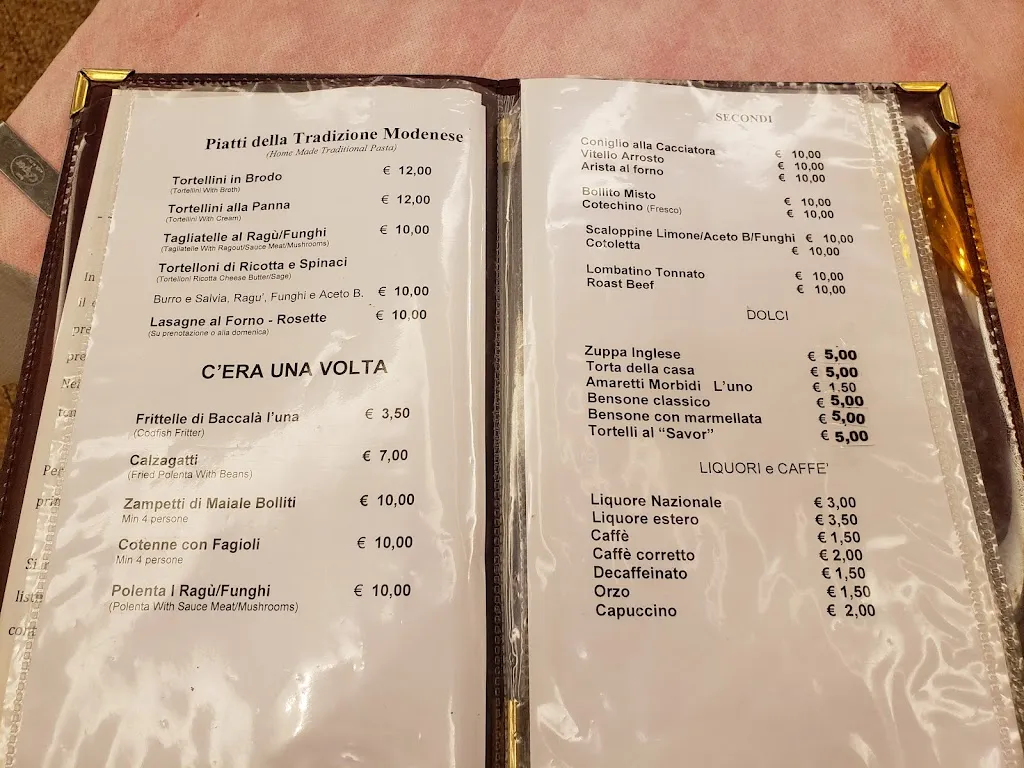 Piatti della Tradizione Modenese
(Home Made Traditional Pasta)
Tortellini in Brodo € 12,00
(Tortellini With Broth)
Tortellini alla Panna € 12,00
(Tortellini With Cream)
Tagliatelle al Ragù/Funghi € 10,00
(Tagliatelle With Ragout/Sauce Meat/Mushrooms)
Tortelloni di Ricotta e Spinaci
(Tortelloni Ricotta Cheese Butter/Sage)
Burro e Salvia, Ragu', Funghi e Aceto B. € 10,00
Lasagne al Forno - Rosette € 10,00
(Su prenotazione o alla domenica)
C'ERA UNA VOLTA
Frittelle di Baccalà l'una € 3,50
(Codfish Fritter)
Calzagatti € 7,00
(Fried Polenta With Beans)
Zampetti di Maiale Bolliti € 10,00
Min 4 persone
Cotenne con Fagioli € 10,00
Min 4 persone
Polenta I Ragù/Funghi € 10,00
(Polenta With Sauce Meat/Mushrooms)
SECONDI
Coniglio alla Cacciatora € 10,00
Vitello Arrosto € 10,00
Arista al forno € 10,00
Bollito Misto € 10,00
Cotechino (Fresco) € 10,00
Scaloppine Limone/Aceto B/Funghi € 10,00
Cotoletta € 10,00
Lombatino Tonnato € 10,00
Roast Beef € 10,00
DOLCI
Zuppa Inglese € 5,00
Torta della casa € 5,00
Amaretti Morbidi L'uno € 1,50
Bensone classico € 5,00
Bensone con marmellata € 5,00
Tortelli al "Savor" € 5,00
LIQUORI e CAFFE'
Liquore Nazionale € 3,00
Liquore estero € 3,50
Caffè € 1,50
Caffè corretto € 2,00
Decaffeinato € 1,50
Orzo € 1,50
Capuccino € 2,00